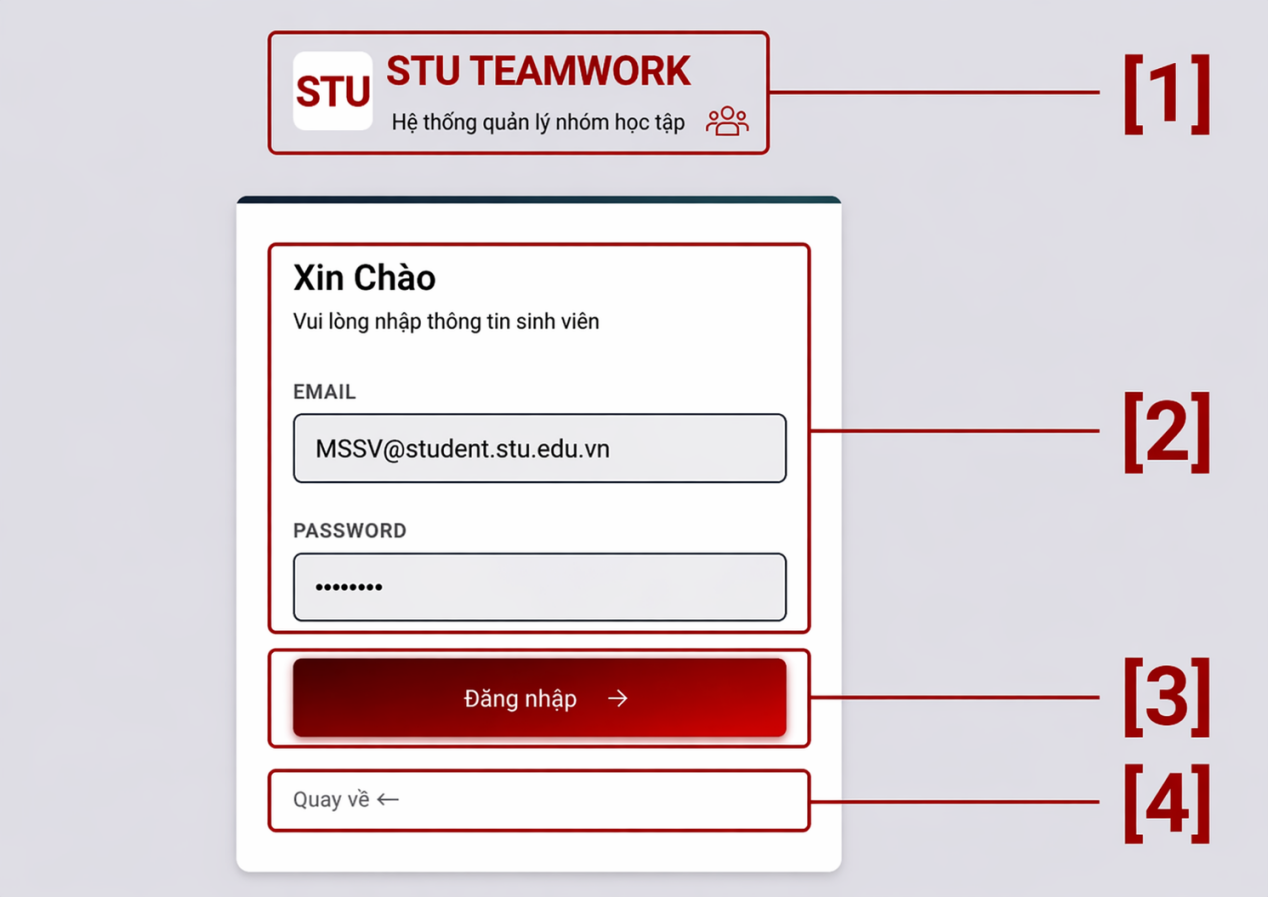 STU
STU TEAMWORK
Hệ thống quản lý nhóm học tập
[1]
Xin Chào
Vui lòng nhập thông tin sinh viên
EMAIL
MSSV@student.stu.edu.vn
[2]
PASSWORD
••••••••
Đăng nhập →
[3]
Quay về ←
[4]